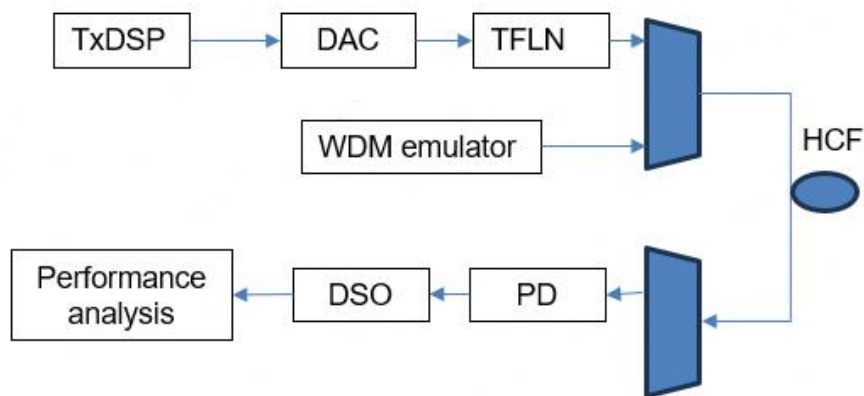 TxDSP
DAC
TFLN
WDM emulator
HCF
Performance
analysis
DSO
PD